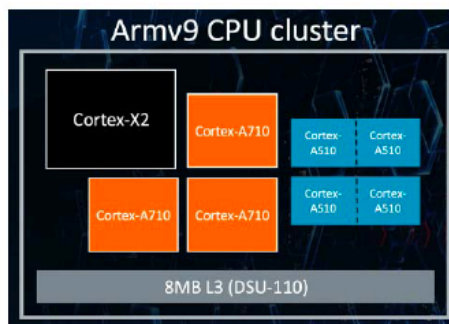 Armv9 CPU cluster
Cortex-X2
Cortex-A710
Cortex-
A510
Cortex-
A510
Cortex-A710
Cortex-A710
Cortex-
A510
Cortex-
A510
8MB L3 (DSU-110)